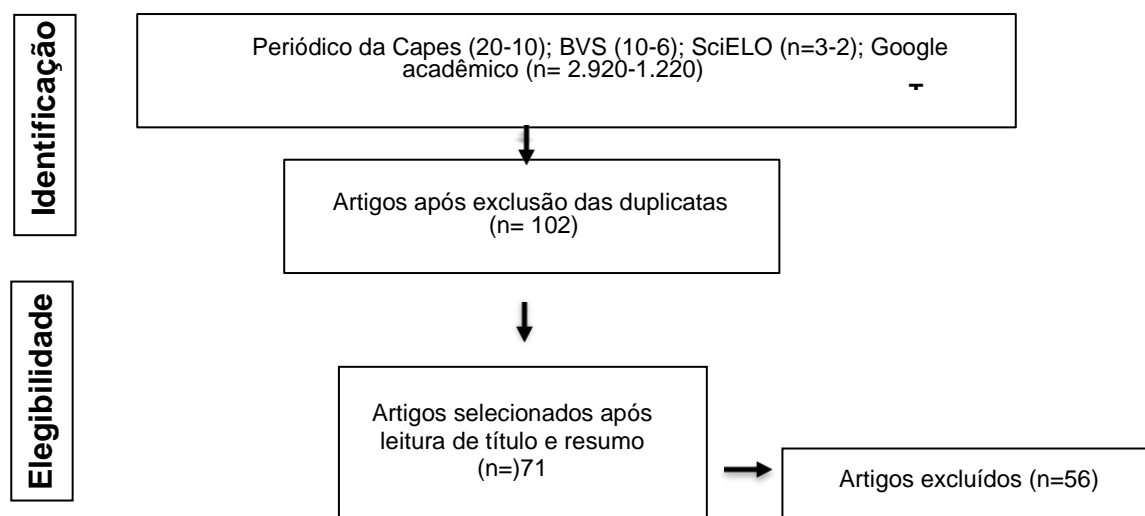 Identificação
Periódico da Capes (20-10); BVS (10-6); SciELO (n=3-2); Google
acadêmico (n= 2.920-1.220)
Artigos após exclusão das duplicatas
(n= 102)
Elegibilidade
Artigos selecionados após
leitura de título e resumo
(n=)71
Artigos excluídos (n=56)